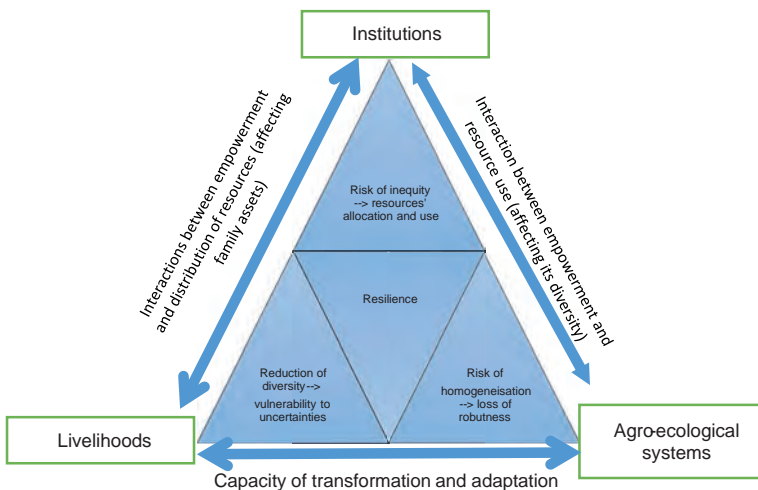 Institutions
Interactions between empowerment
and distribution of resources (affecting
family assets)
Interaction between empowerment and
resource use (affecting its diversity)
Risk of inequity
--> resources'
allocation and use
Resilience
Reduction of
diversity-->
vulnerability to
uncertainties
Risk of
homogeneisation
--> loss of
robutness
Livelihoods
Agro-ecological
systems
Capacity of transformation and adaptation